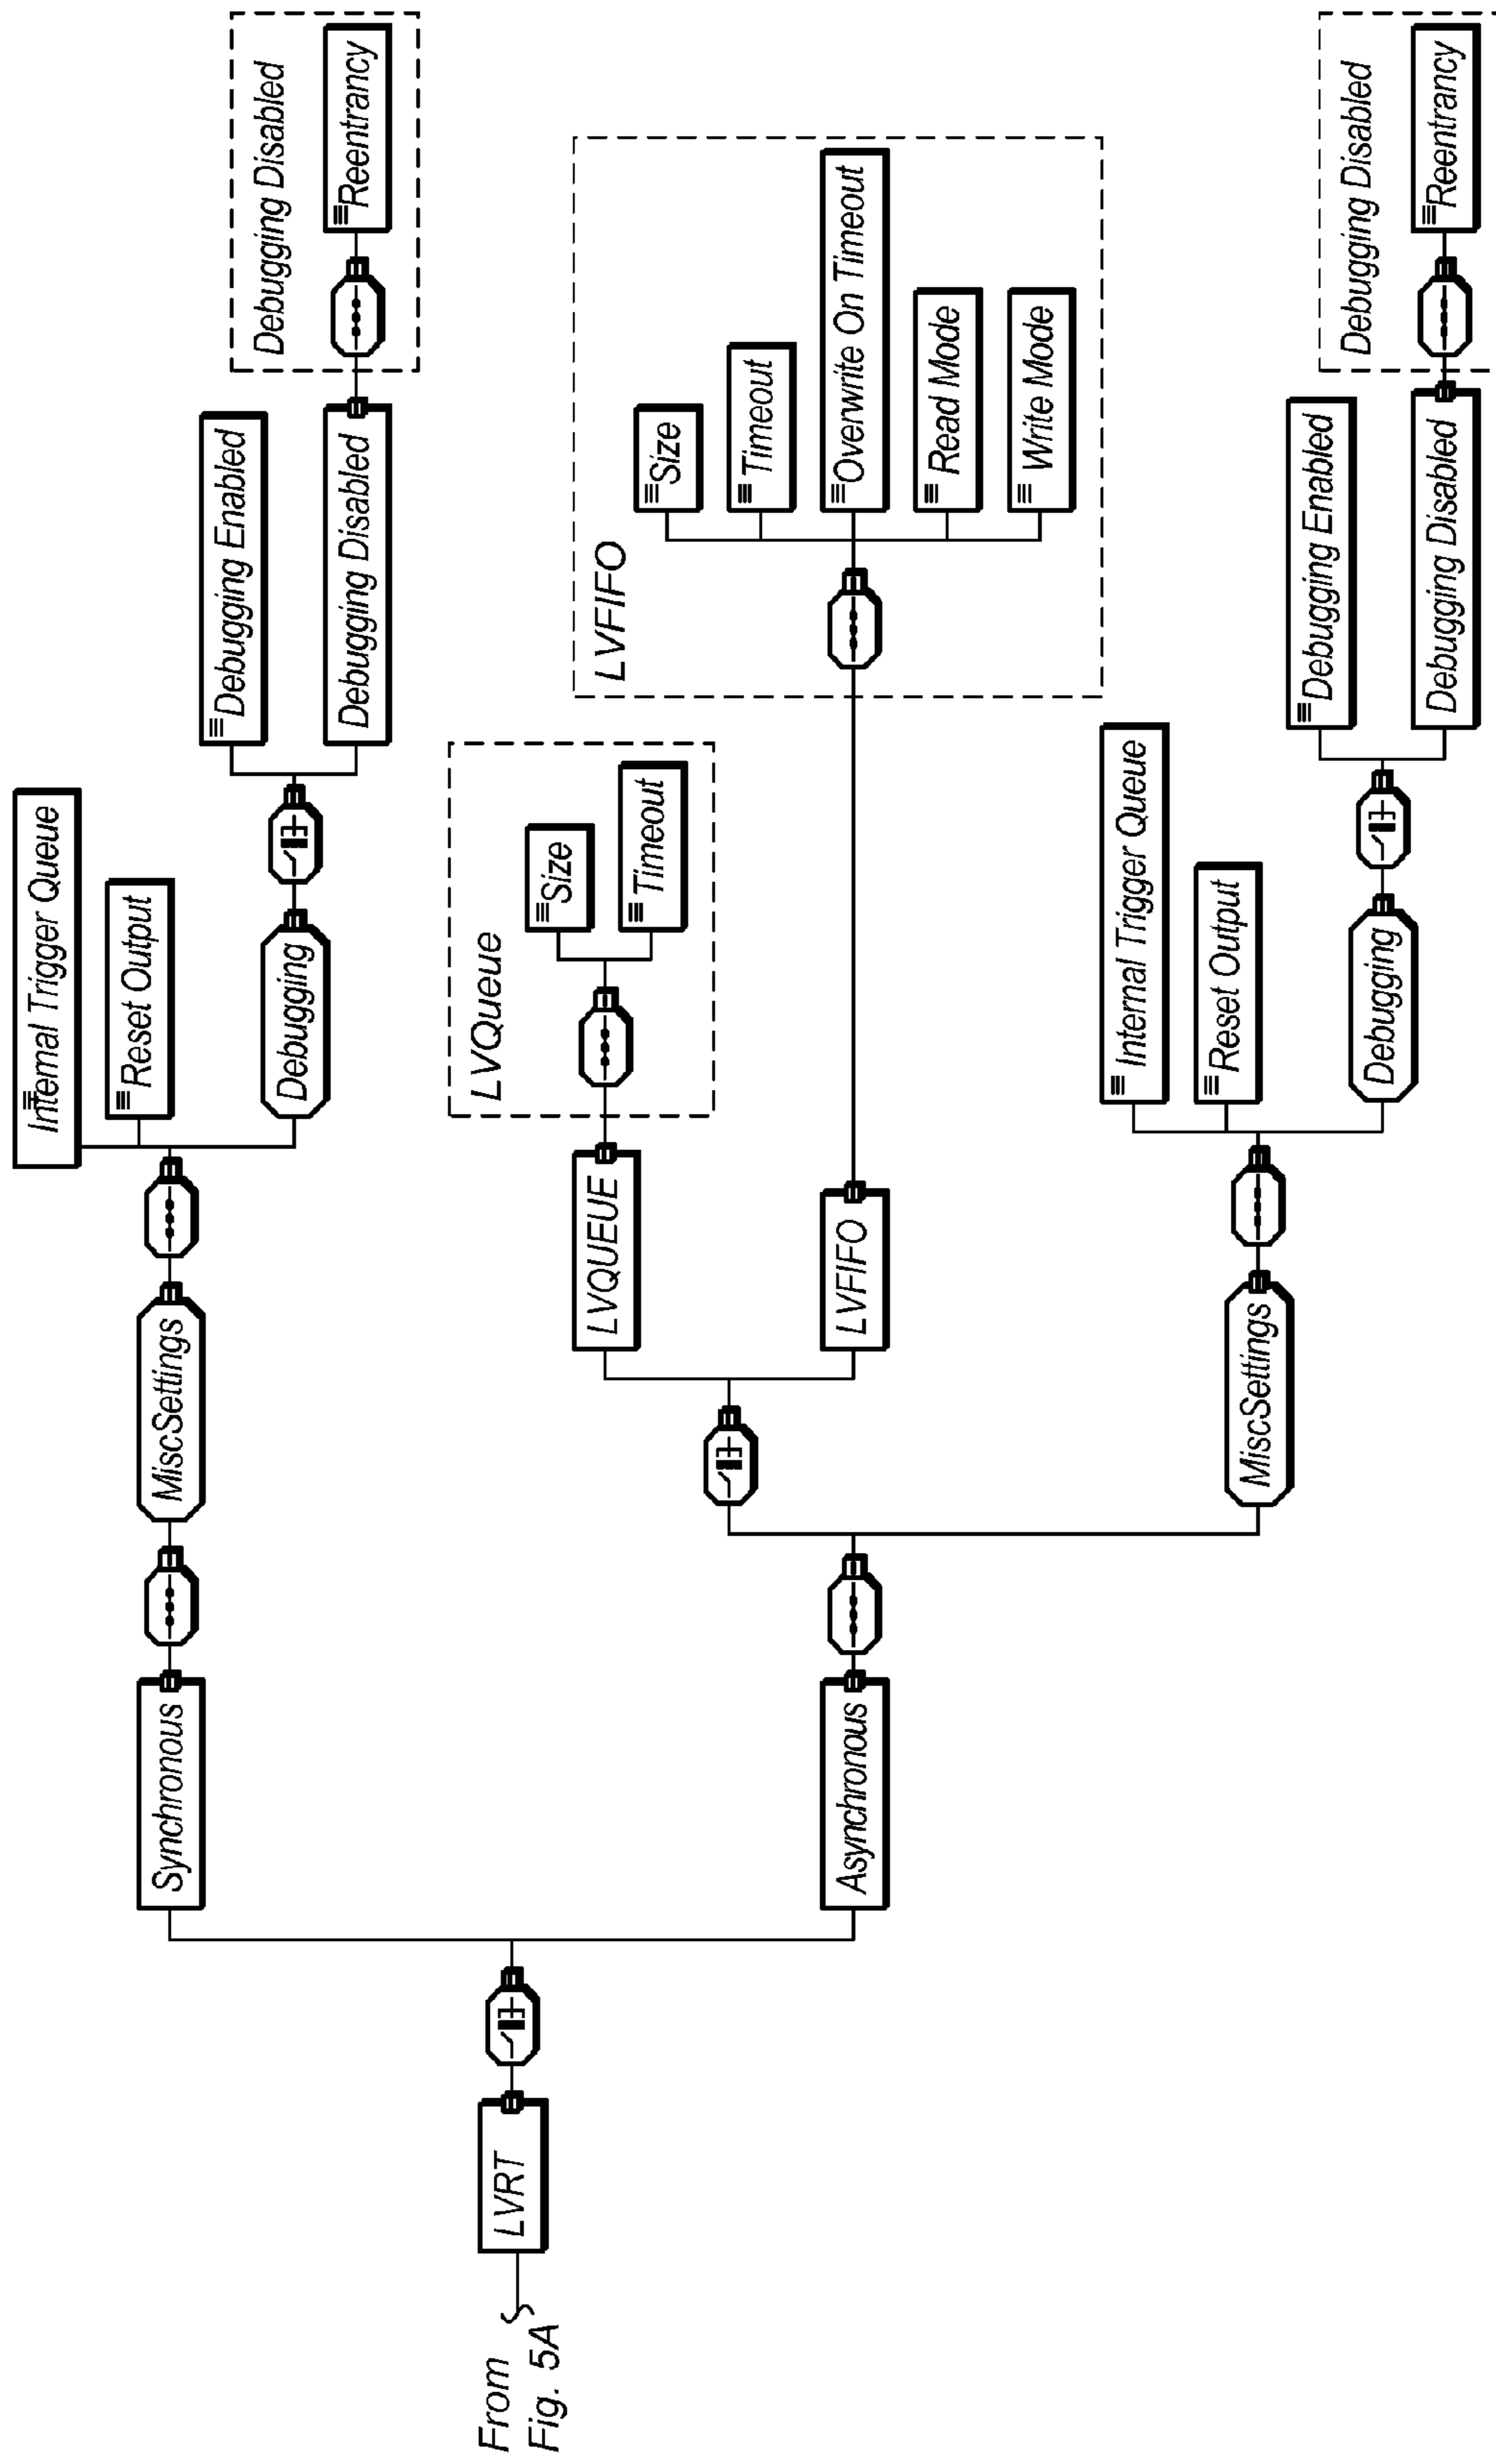 From
Fig. 5A
LVRT
Synchronous
MiscSettings
Internal Trigger Queue
Reset Output
Debugging
Debugging Enabled
Debugging Disabled
Debugging Disabled
Reentrancy
Asynchronous
LVQUEUE
LVQueue
Size
Timeout
LVFIFO
LVFIFO
Size
Timeout
Overwrite On Timeout
Read Mode
Write Mode
MiscSettings
Internal Trigger Queue
Reset Output
Debugging
Debugging Enabled
Debugging Disabled
Debugging Disabled
Reentrancy